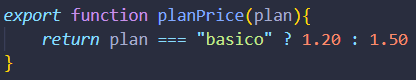 export function planPrice(plan){
    return plan === "basico" ? 1.20 : 1.50
}